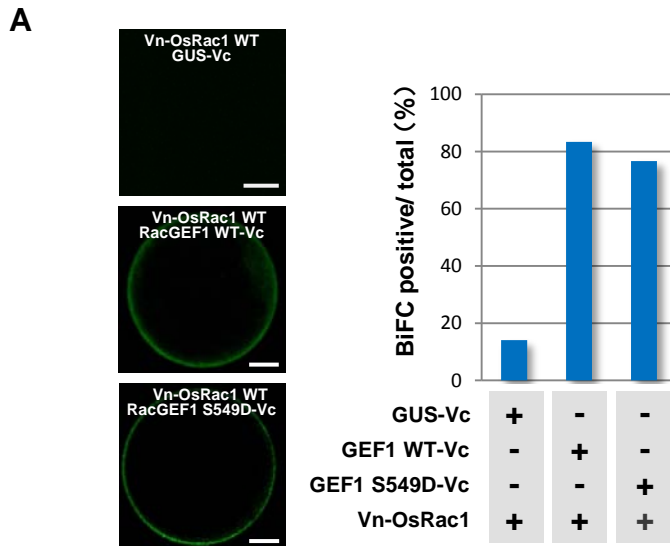 A
Vn-OsRac1 WT
GUS-Vc
Vn-OsRac1 WT
RacGEF1 WT-Vc
Vn-OsRac1 WT
RacGEF1 S549D-Vc
BiFC positive/ total (%)
100
80
60
40
20
0
GUS-Vc + - -
GEF1 WT-Vc - + -
GEF1 S549D-Vc - - +
Vn-OsRac1 + + +